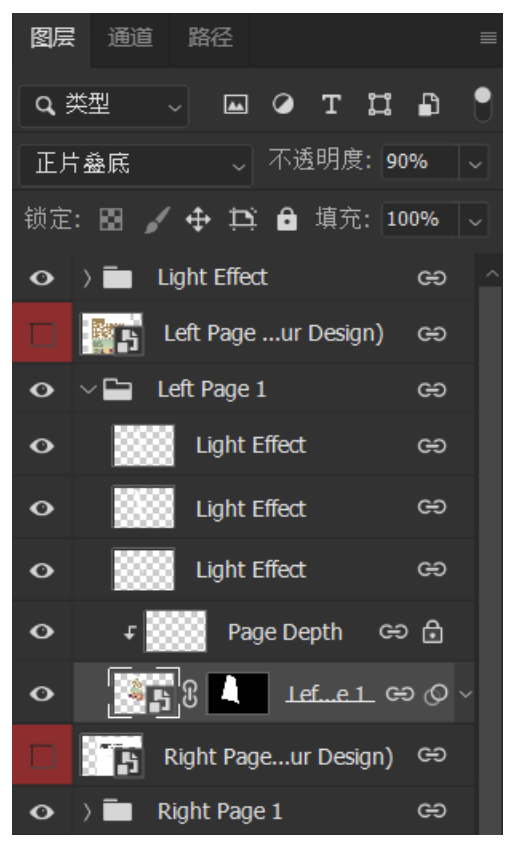 图层 通道 路径
类型 T
正片叠底 不透明度: 90%
锁定: 填充: 100%
Light Effect
Left Page ...ur Design)
Left Page 1
Light Effect
Light Effect
Light Effect
Page Depth
Lef...e 1
Right Page...ur Design)
Right Page 1